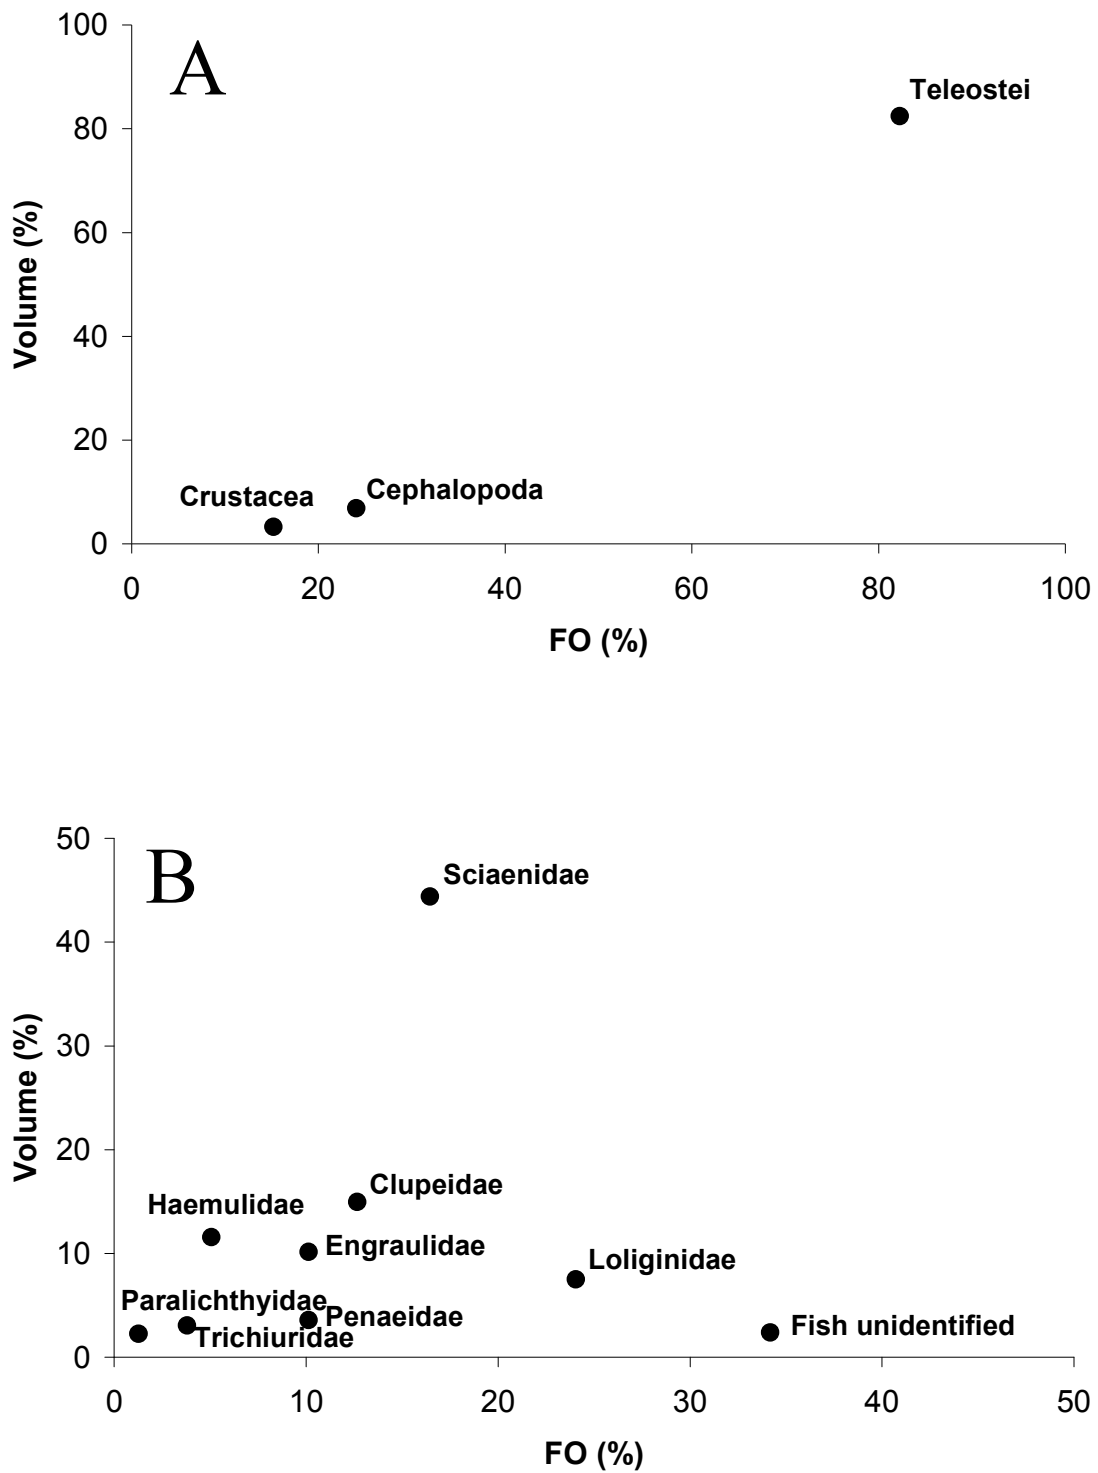 A
100
80
60
40
20
0
Volume (%)
Teleostei
Cephalopoda
Crustacea
0 20 40 60 80 100
FO (%)
B
50
40
30
20
10
0
Volume (%)
Sciaenidae
Clupeidae
Haemulidae
Engraulidae
Loliginidae
Paralichthyidae
Penaeidae
Fish unidentified
Trichiuridae
0 10 20 30 40 50
FO (%)